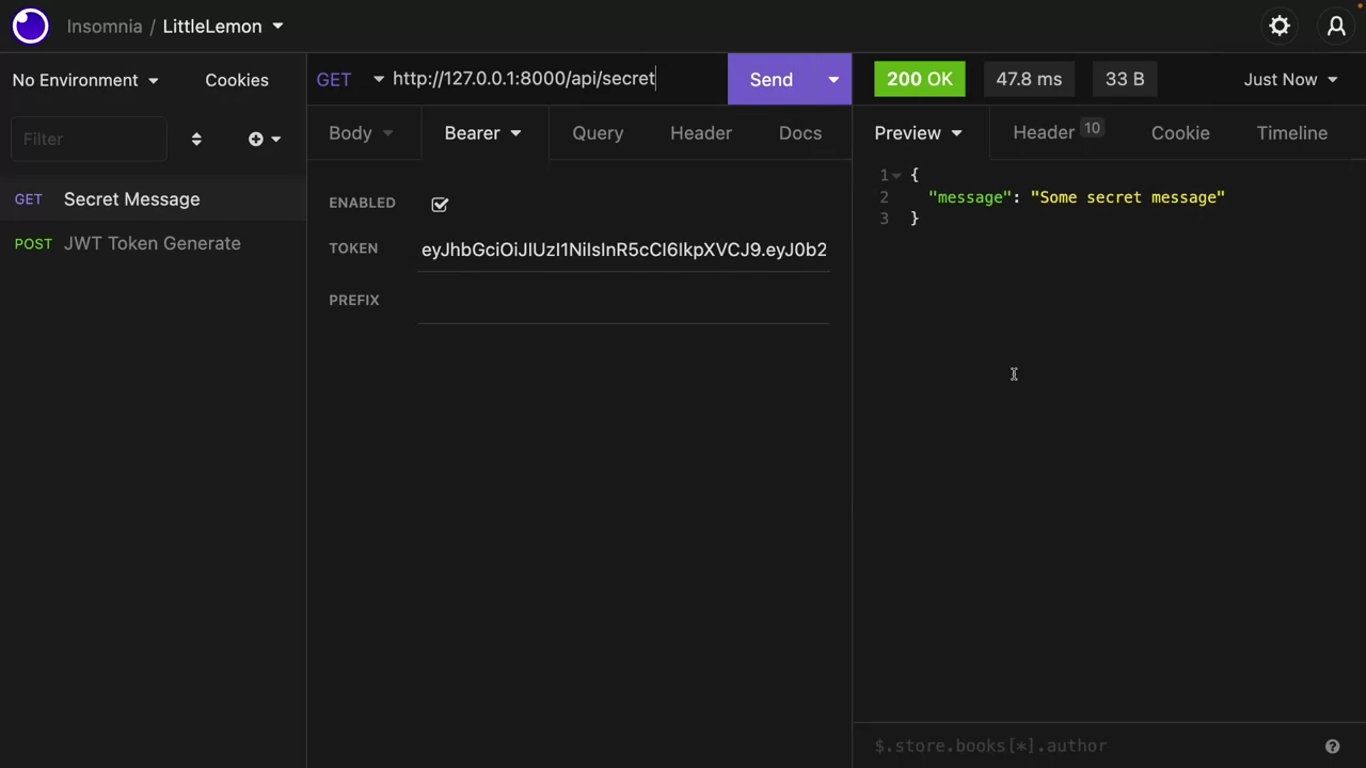 Insomnia / LittleLemon
No Environment
Cookies
GET
http://127.0.0.1:8000/api/secret
Send
200 OK
47.8 ms
33 B
Just Now
Filter
Body
Bearer
Query
Header
Docs
Preview
Header 10
Cookie
Timeline
GET Secret Message
POST JWT Token Generate
ENABLED
TOKEN eyJhbGciOiJIUzI1NiIsInR5cCI6IkpXVCJ9.eyJ0b2
PREFIX
1 {
2 "message": "Some secret message"
3 }
$.store.books[*].author